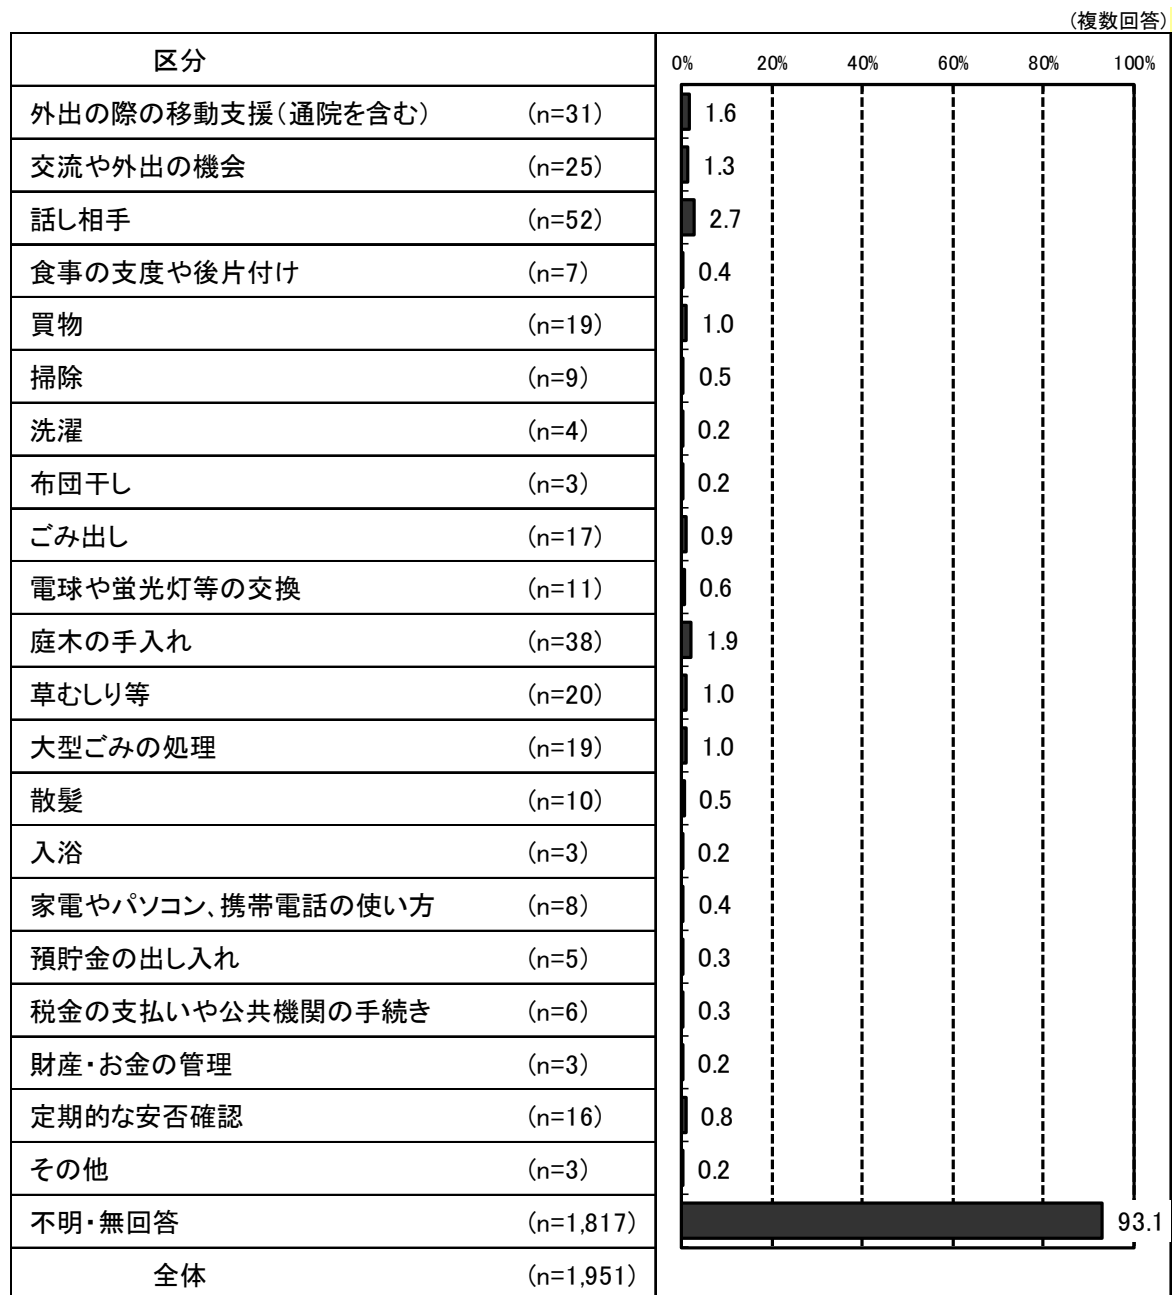 (複数回答)
区分
0% 20% 40% 60% 80% 100%
外出の際の移動支援(通院を含む) (n=31) 1.6
交流や外出の機会 (n=25) 1.3
話し相手 (n=52) 2.7
食事の支度や後片付け (n=7) 0.4
買物 (n=19) 1.0
掃除 (n=9) 0.5
洗濯 (n=4) 0.2
布団干し (n=3) 0.2
ごみ出し (n=17) 0.9
電球や蛍光灯等の交換 (n=11) 0.6
庭木の手入れ (n=38) 1.9
草むしり等 (n=20) 1.0
大型ごみの処理 (n=19) 1.0
散髪 (n=10) 0.5
入浴 (n=3) 0.2
家電やパソコン、携帯電話の使い方 (n=8) 0.4
預貯金の出し入れ (n=5) 0.3
税金の支払いや公共機関の手続き (n=6) 0.3
財産・お金の管理 (n=3) 0.2
定期的な安否確認 (n=16) 0.8
その他 (n=3) 0.2
不明・無回答 (n=1,817) 93.1
全体 (n=1,951)